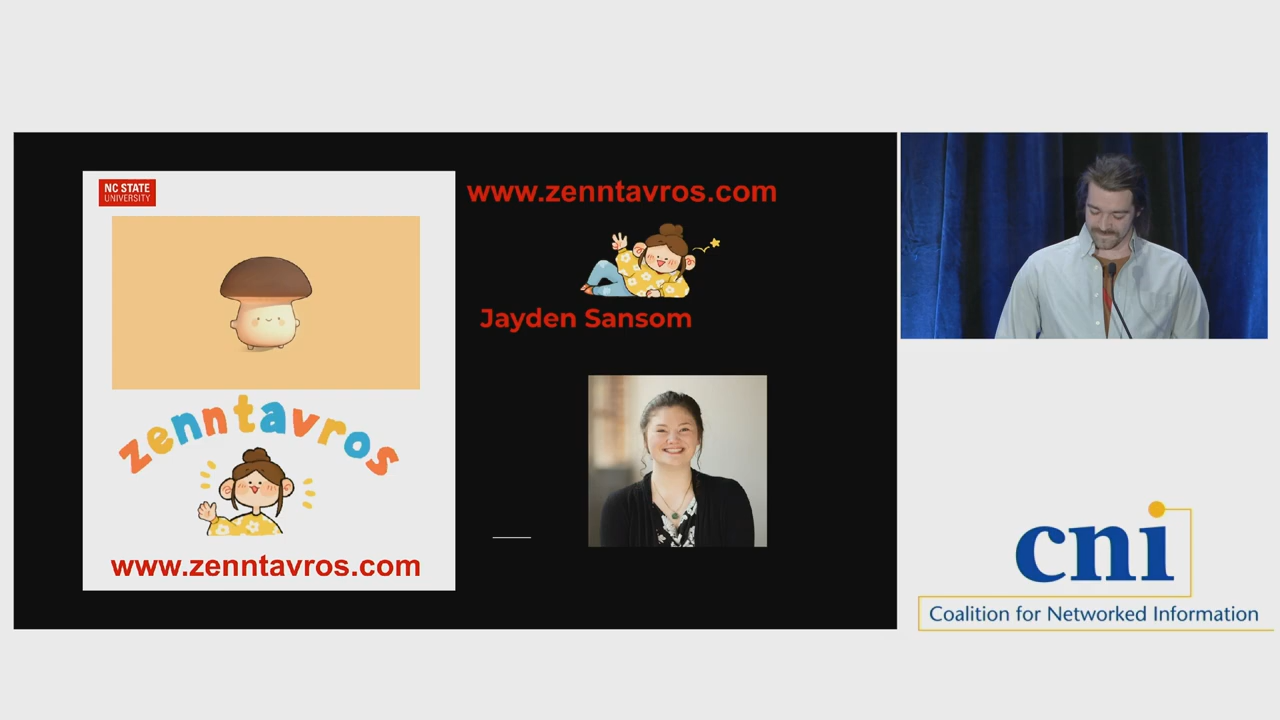 NC STATE
UNIVERSITY
zenntavros
www.zenntavros.com
www.zenntavros.com
Jayden Sansom
cni
Coalition for Networked Information